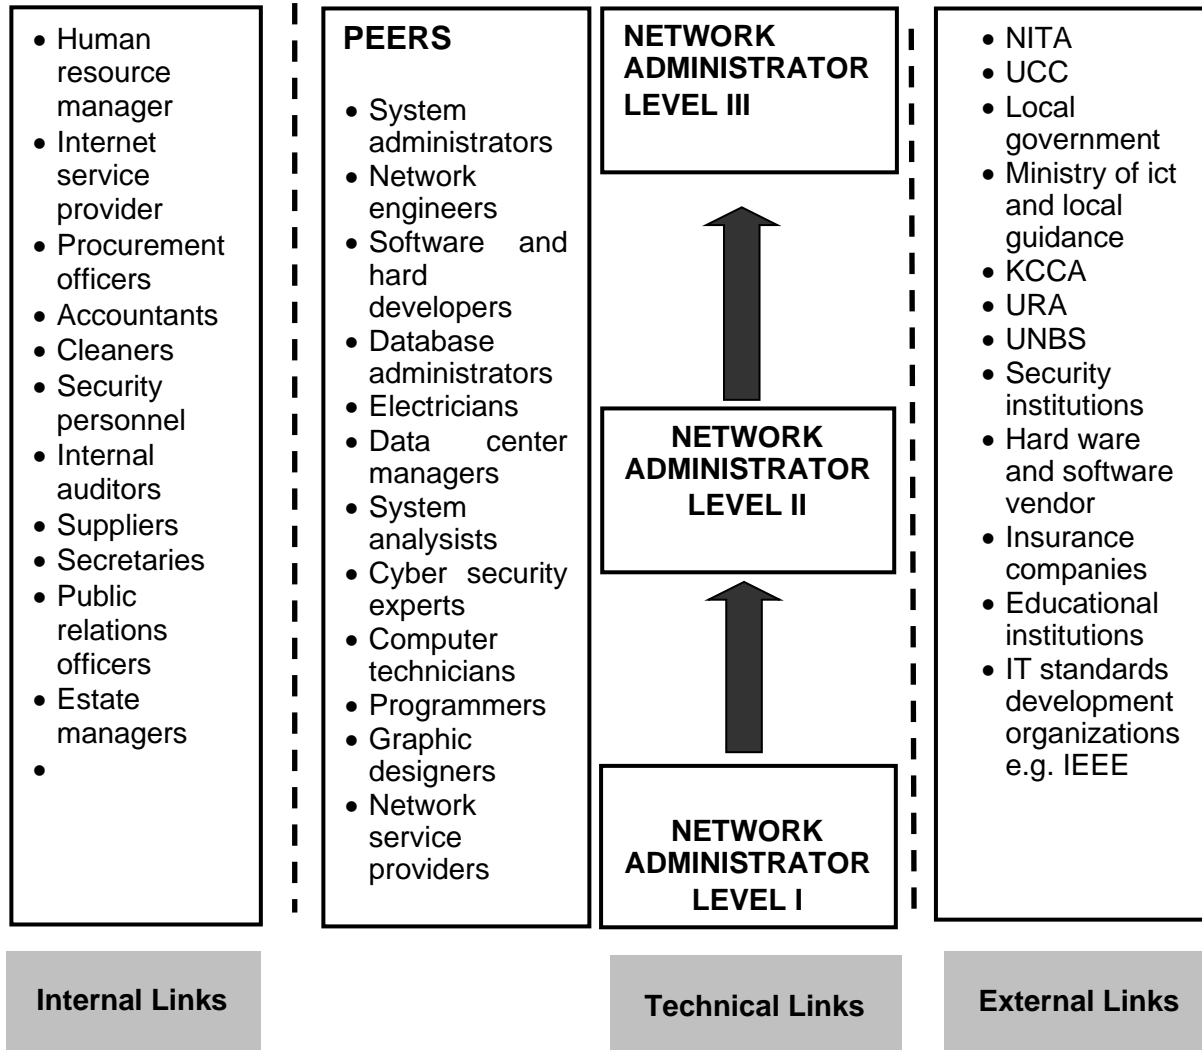 • Human
resource
manager
• Internet
service
provider
• Procurement
officers
• Accountants
• Cleaners
• Security
personnel
• Internal
auditors
• Suppliers
• Secretaries
• Public
relations
officers
• Estate
managers
•
PEERS
• System
administrators
• Network
engineers
• Software and
hard
developers
• Database
administrators
• Electricians
• Data center
managers
• System
analysists
• Cyber security
experts
• Computer
technicians
• Programmers
• Graphic
designers
• Network
service
providers
NETWORK
ADMINISTRATOR
LEVEL III
NETWORK
ADMINISTRATOR
LEVEL II
NETWORK
ADMINISTRATOR
LEVEL I
• NITA
• UCC
• Local
government
• Ministry of ict
and local
guidance
• KCCA
• URA
• UNBS
• Security
institutions
• Hard ware
and software
vendor
• Insurance
companies
• Educational
institutions
• IT standards
development
organizations
e.g. IEEE
Internal Links
Technical Links
External Links